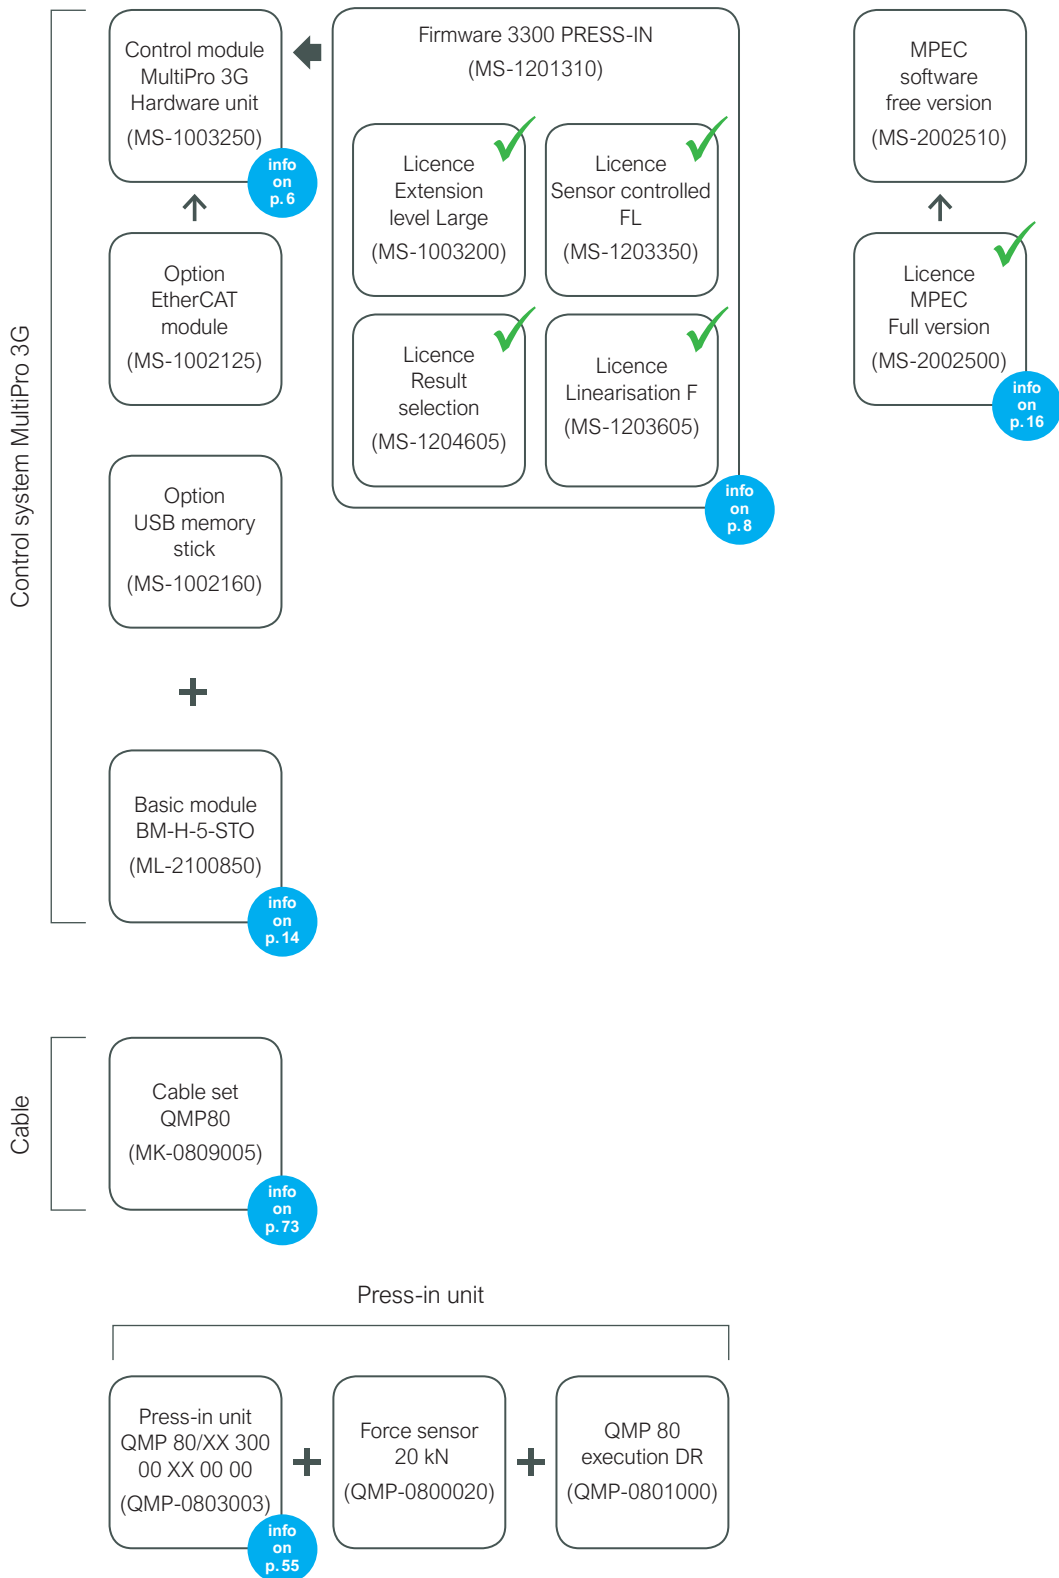 Control system MultiPro 3G
Control module
MultiPro 3G
Hardware unit
(MS-1003250)
info
on
p. 6
Firmware 3300 PRESS-IN
(MS-1201310)
Licence
Extension
level Large
(MS-1003200)
Licence
Sensor controlled
FL
(MS-1203350)
Licence
Result
selection
(MS-1204605)
Licence
Linearisation F
(MS-1203605)
info
on
p. 8
MPEC
software
free version
(MS-2002510)
Licence
MPEC
Full version
(MS-2002500)
info
on
p. 16
Option
EtherCAT
module
(MS-1002125)
Option
USB memory
stick
(MS-1002160)
+
Basic module
BM-H-5-STO
(ML-2100850)
info
on
p. 14
Cable
Cable set
QMP80
(MK-0809005)
info
on
p. 73
Press-in unit
Press-in unit
QMP 80/XX 300
00 XX 00 00
(QMP-0803003)
info
on
p. 55
+
Force sensor
20 kN
(QMP-0800020)
+
QMP 80
execution DR
(QMP-0801000)